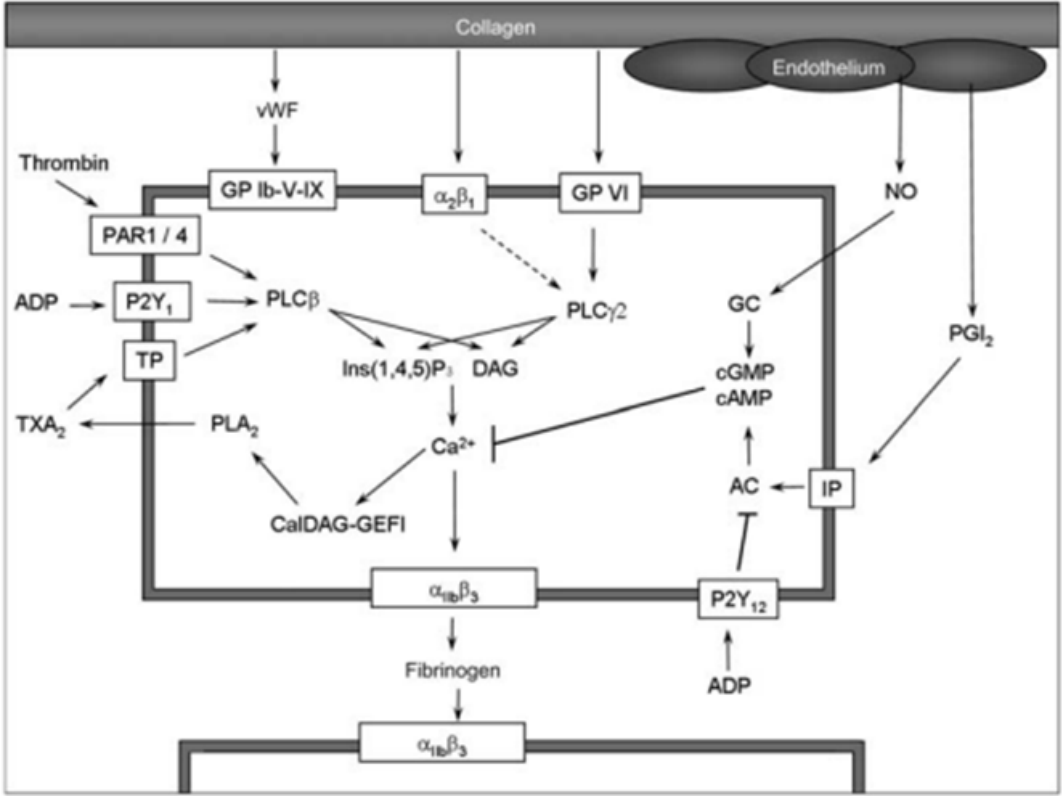 Collagen
Endothelium
vWF
Thrombin
GP Ib-V-IX
α₂β₁
GP VI
NO
PAR1 / 4
ADP
P2Y₁
PLCβ
PLCγ2
GC
TP
Ins(1,4,5)P₃
DAG
cGMP
cAMP
PGI₂
TXA₂
PLA₂
Ca²⁺
AC
IP
CalDAG-GEFI
αIIbβ₃
P2Y₁₂
Fibrinogen
ADP
αIIbβ₃